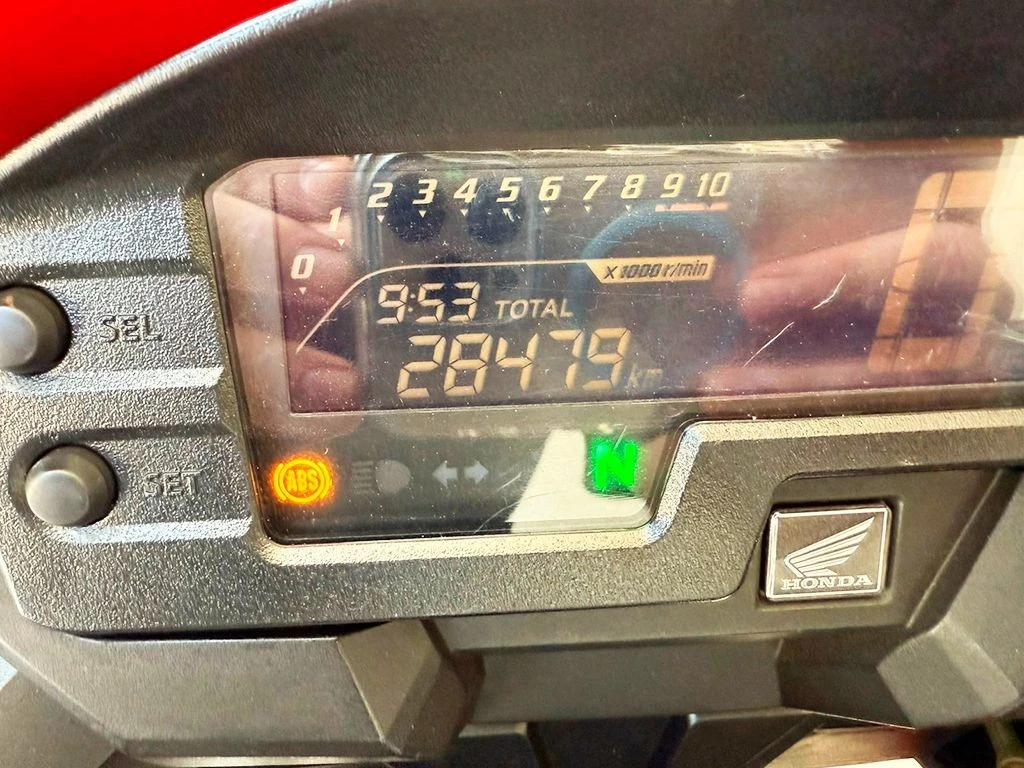 2 3 4 5 6 7 8 9 10
1
0
X 1000 r/min
9:53 TOTAL
28479 km
SEL
SET
ABS
N
HONDA